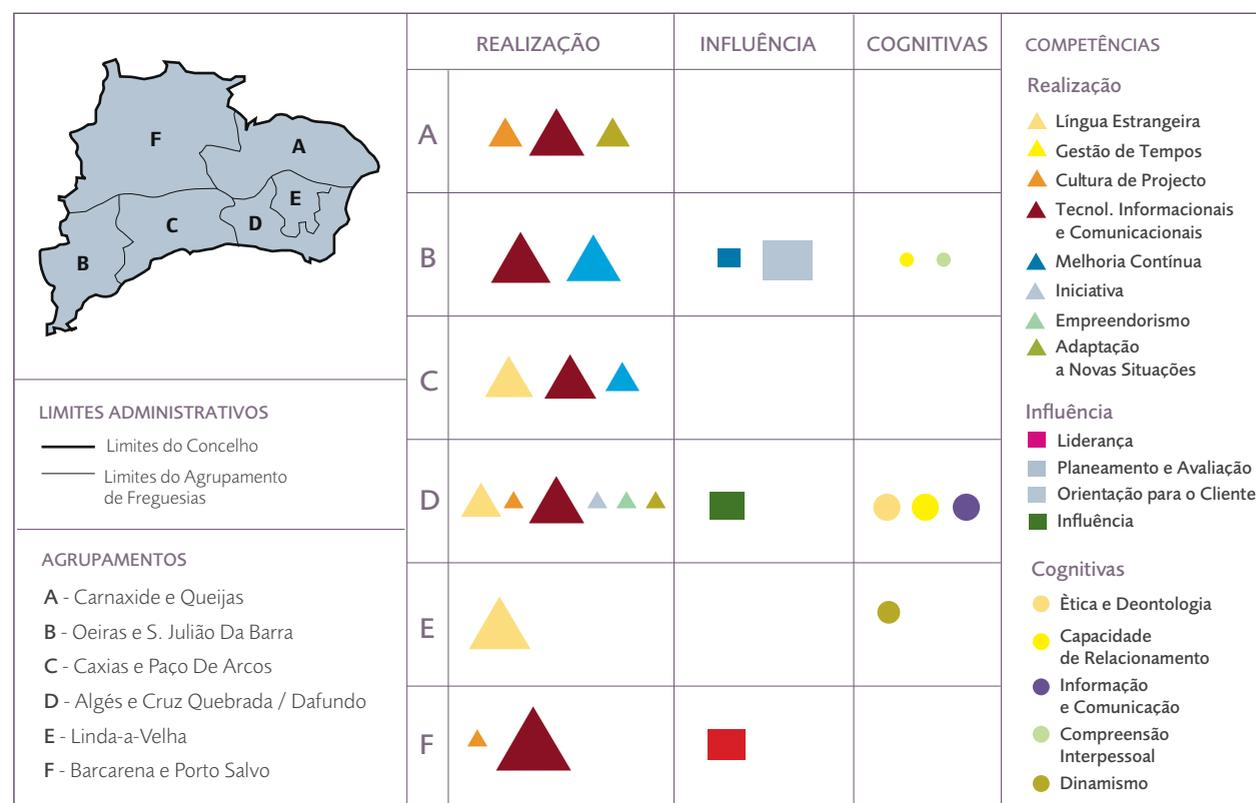 F
A
E
C
D
B
LIMITES ADMINISTRATIVOS
Limites do Concelho
Limites do Agrupamento
de Freguesias
AGRUPAMENTOS
A - Carnaxide e Queijas
B - Oeiras e S. Julião Da Barra
C - Caxias e Paço De Arcos
D - Algés e Cruz Quebrada / Dafundo
E - Linda-a-Velha
F - Barcarena e Porto Salvo
REALIZAÇÃO INFLUÊNCIA COGNITIVAS
A
B
C
D
E
F
COMPETÊNCIAS
Realização
Língua Estrangeira
Gestão de Tempos
Cultura de Projecto
Tecnol. Informacionais
e Comunicacionais
Melhoria Contínua
Iniciativa
Empreendorismo
Adaptação
a Novas Situações
Influência
Liderança
Planeamento e Avaliação
Orientação para o Cliente
Influência
Cognitivas
Ètica e Deontologia
Capacidade
de Relacionamento
Informação
e Comunicação
Compreensão
Interpessoal
Dinamismo